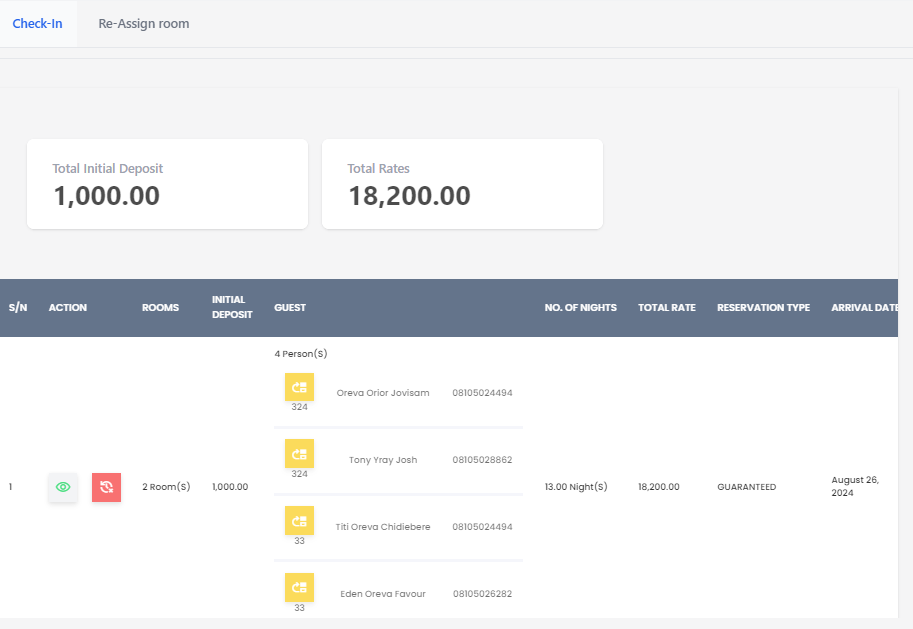 Check-In
Re-Assign room
Total Initial Deposit
1,000.00
Total Rates
18,200.00
S/N ACTION ROOMS INITIAL DEPOSIT GUEST NO. OF NIGHTS TOTAL RATE RESERVATION TYPE ARRIVAL DATE
4 Person(S)
324 Oreva Orior Jovisam 08105024494
324 Tony Yray Josh 08105028862
1 2 Room(S) 1,000.00 13.00 Night(S) 18,200.00 GUARANTEED August 26, 2024
33 Titi Oreva Chidiebere 08105024494
33 Eden Oreva Favour 08105026282